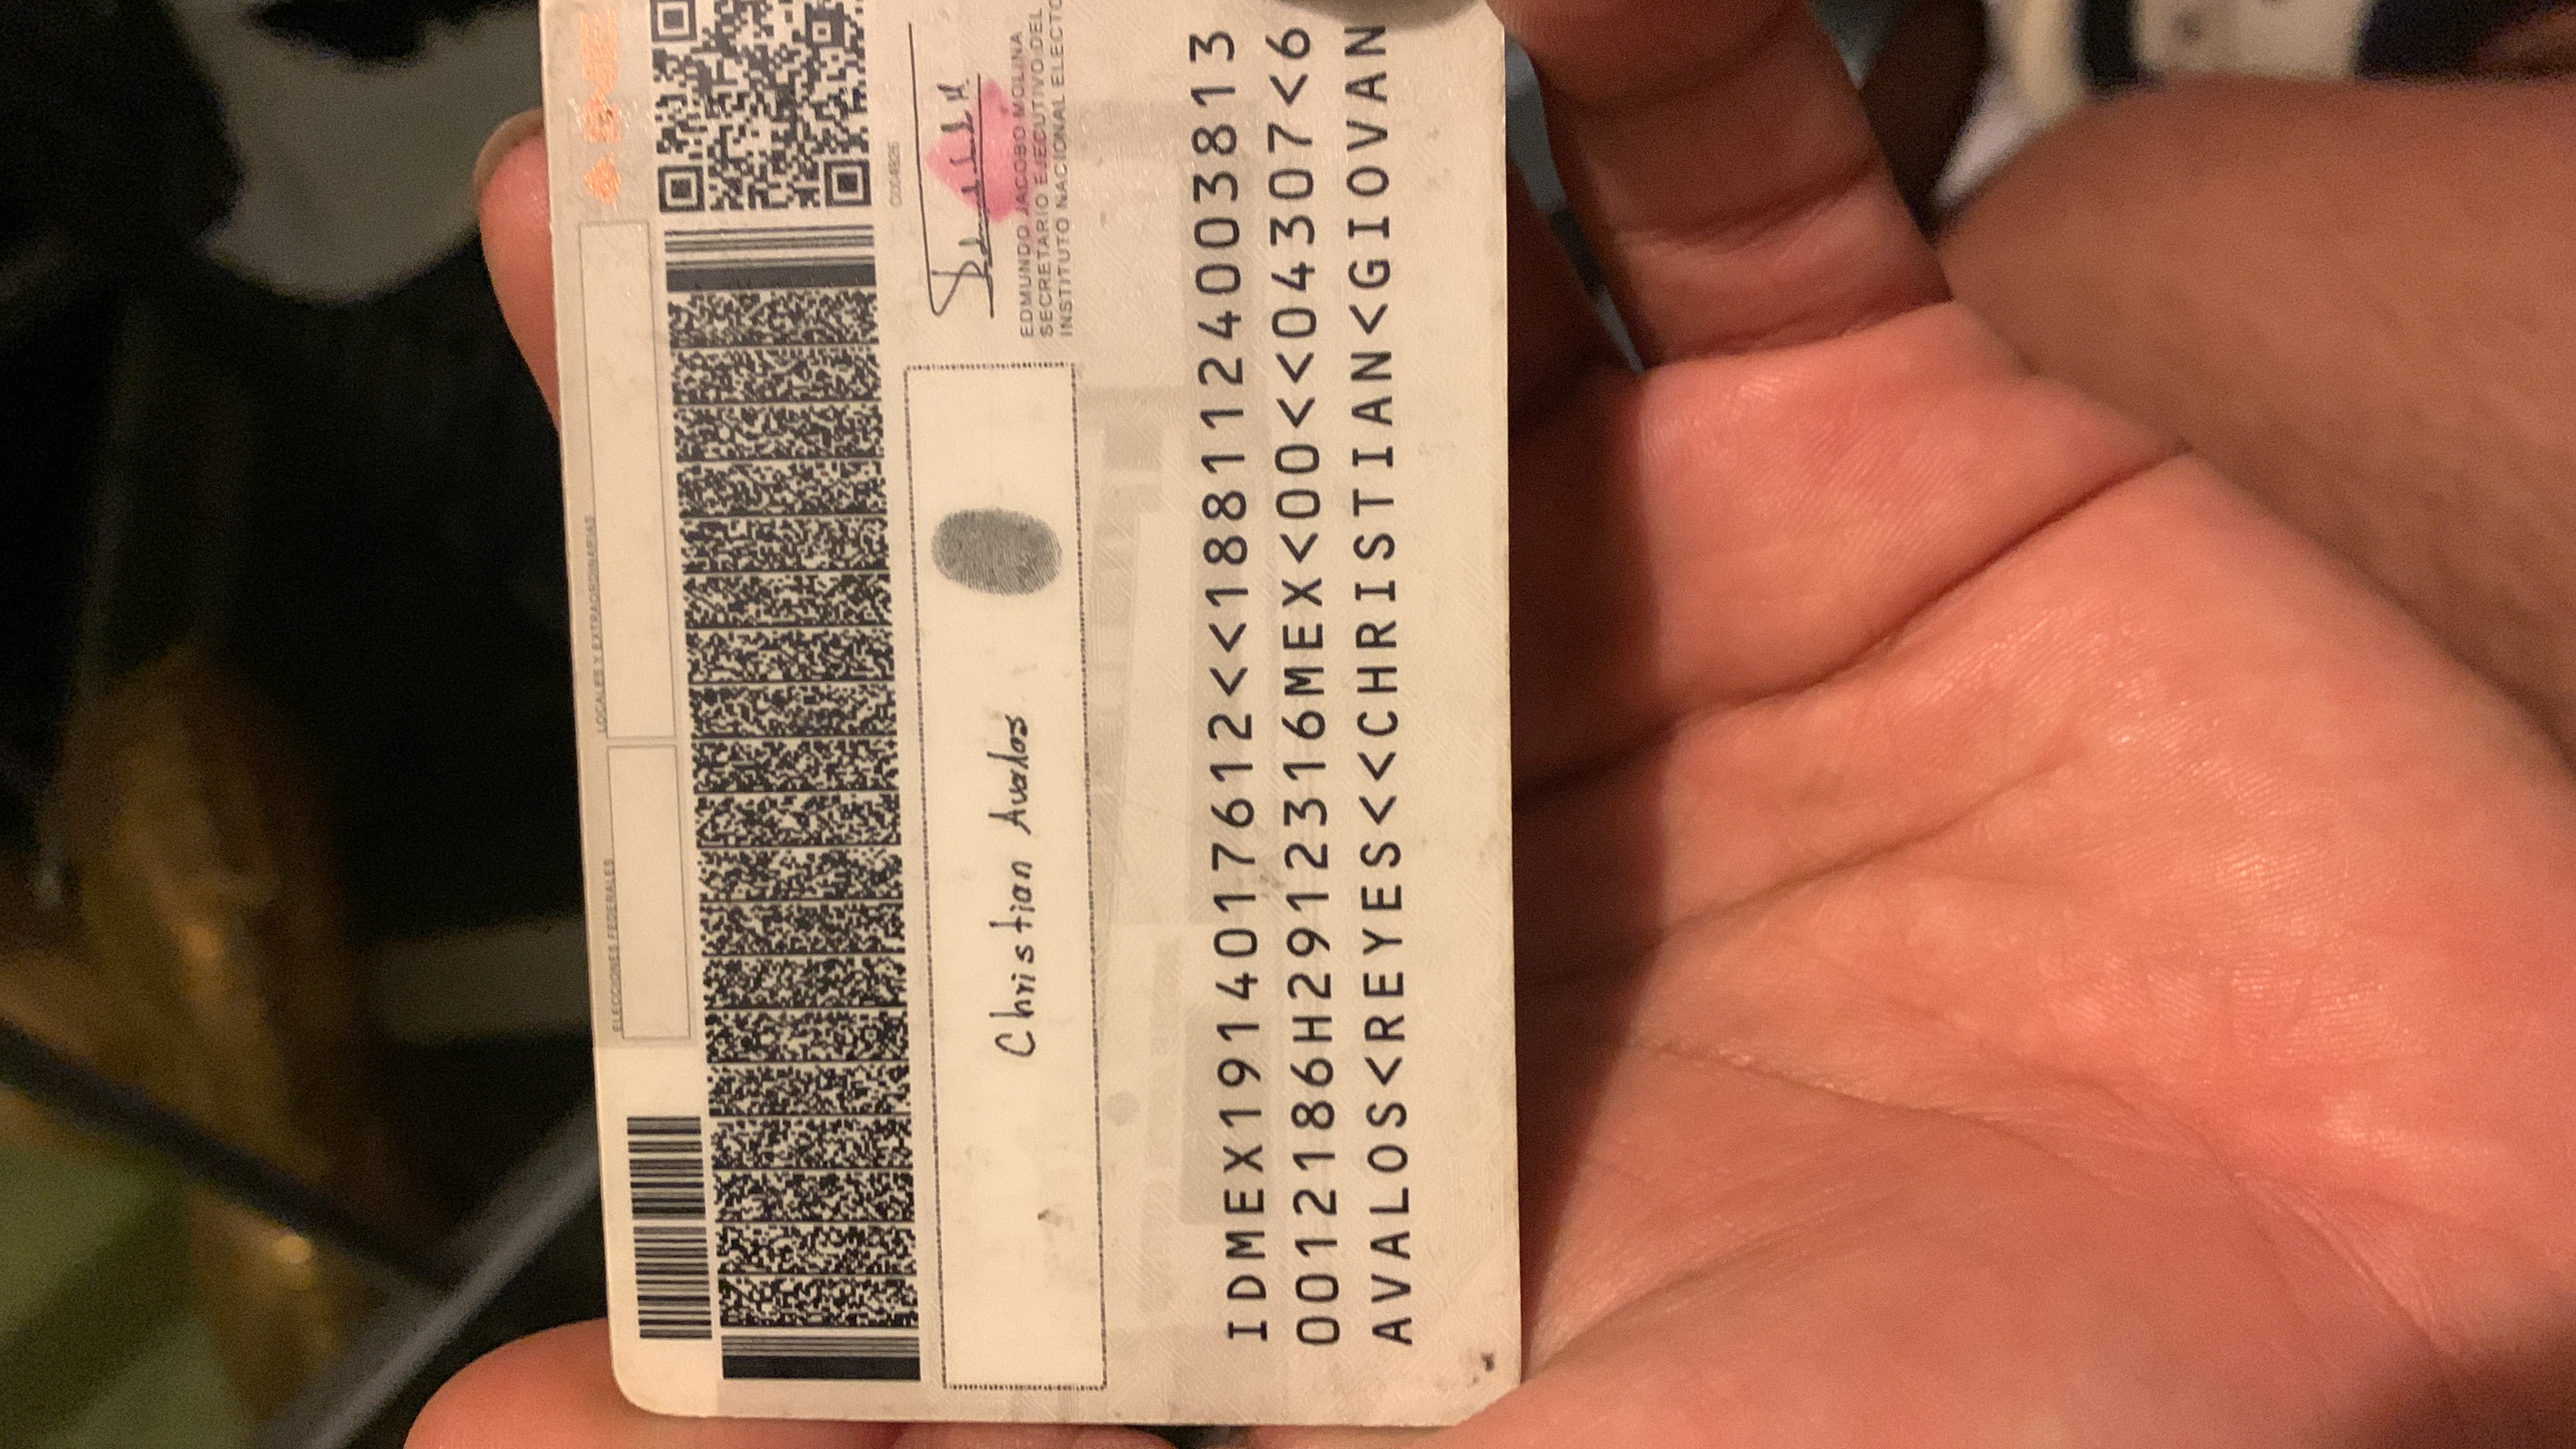 INE
ELECCIONES FEDERALES
LOCALES Y EXTRAORDINARIAS
Christian Avalos
EDMUNDO JACOBO MOLINA
SECRETARIO EJECUTIVO DEL
INSTITUTO NACIONAL ELECTO
IDMEX1914017612<<1881124003813
0012186H2912316MEX<00<<04307<6
AVALOS<REYES<<CHRISTIAN<GIOVAN